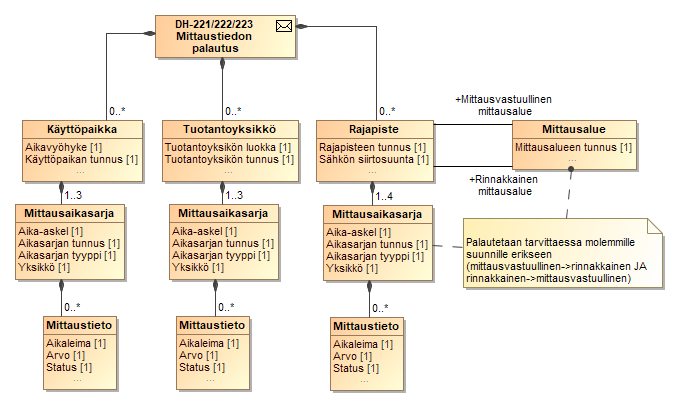 DH-221/222/223
Mittaustiedon
palautus
0..*
0..*
0..*
Käyttöpaikka
Aikavyöhyke [1]
Käyttöpaikan tunnus [1]
...
Tuotantoyksikkö
Tuotantoyksikön luokka [1]
Tuotantoyksikön tunnus [1]
...
Rajapiste
Rajapisteen tunnus [1]
Sähkön siirtosuunta [1]
...
+Mittausvastuullinen
mittausalue
+Rinnakkainen
mittausalue
Mittausalue
Mittausalueen tunnus [1]
...
1..3
1..3
1..4
Mittausaikasarja
Aika-askel [1]
Aikasarjan tunnus [1]
Aikasarjan tyyppi [1]
Yksikkö [1]
Mittausaikasarja
Aika-askel [1]
Aikasarjan tunnus [1]
Aikasarjan tyyppi [1]
Yksikkö [1]
Mittausaikasarja
Aika-askel [1]
Aikasarjan tunnus [1]
Aikasarjan tyyppi [1]
Yksikkö [1]
Palautetaan tarvittaessa molemmille
suunnille erikseen
(mittausvastuullinen->rinnakkainen JA
rinnakkainen->mittausvastuullinen)
0..*
0..*
0..*
Mittaustieto
Aikaleima [1]
Arvo [1]
Status [1]
...
Mittaustieto
Aikaleima [1]
Arvo [1]
Status [1]
...
Mittaustieto
Aikaleima [1]
Arvo [1]
Status [1]
...